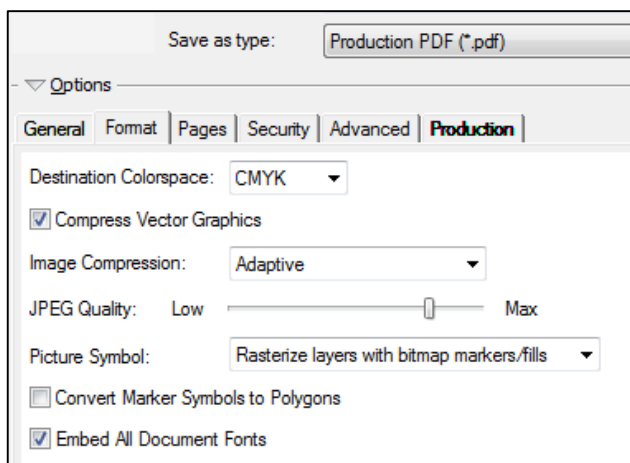 Save as type: Production PDF (*.pdf)
Options
General Format Pages Security Advanced Production
Destination Colorspace: CMYK
Compress Vector Graphics
Image Compression: Adaptive
JPEG Quality: Low Max
Picture Symbol: Rasterize layers with bitmap markers/fills
Convert Marker Symbols to Polygons
Embed All Document Fonts